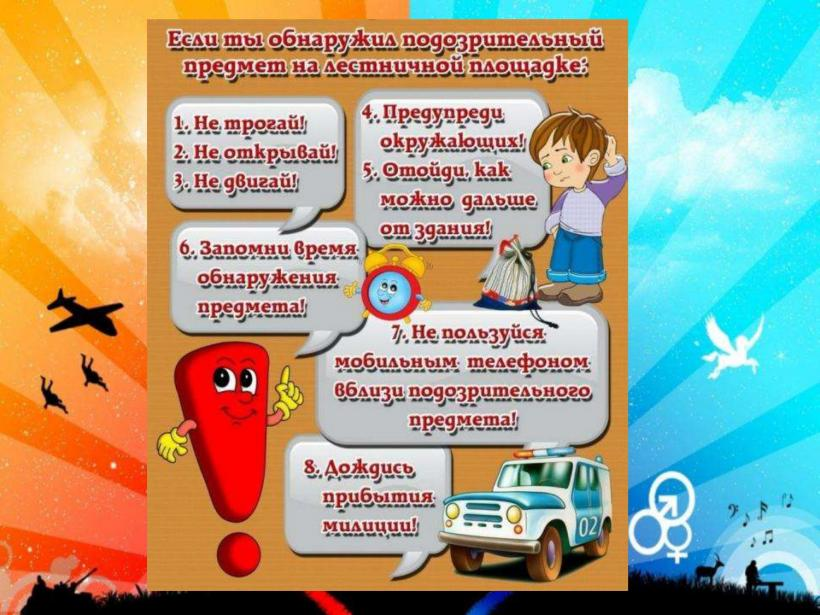 Если ты обнаружил подозрительный
предмет на лестничной площадке:
1. Не трогай!
2. Не открывай!
3. Не двигай!
4. Предупреди
окружающих!
5. Отойди, как
можно дальше
от здания!
6. Запомни время
обнаружения
предмета!
7. Не пользуйся
мобильным телефоном
вблизи подозрительного
предмета!
8. Дождись
прибытия
милиции!
02